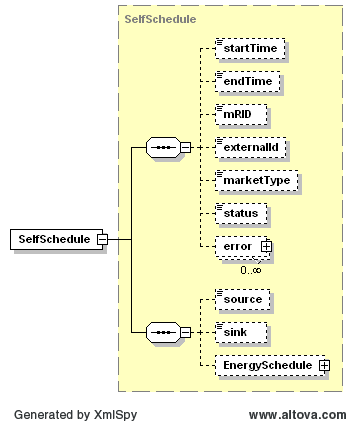 SelfSchedule
startTime
endTime
mRID
externalId
marketType
status
error
0..∞
SelfSchedule
source
sink
EnergySchedule
Generated by XmlSpy
www.altova.com